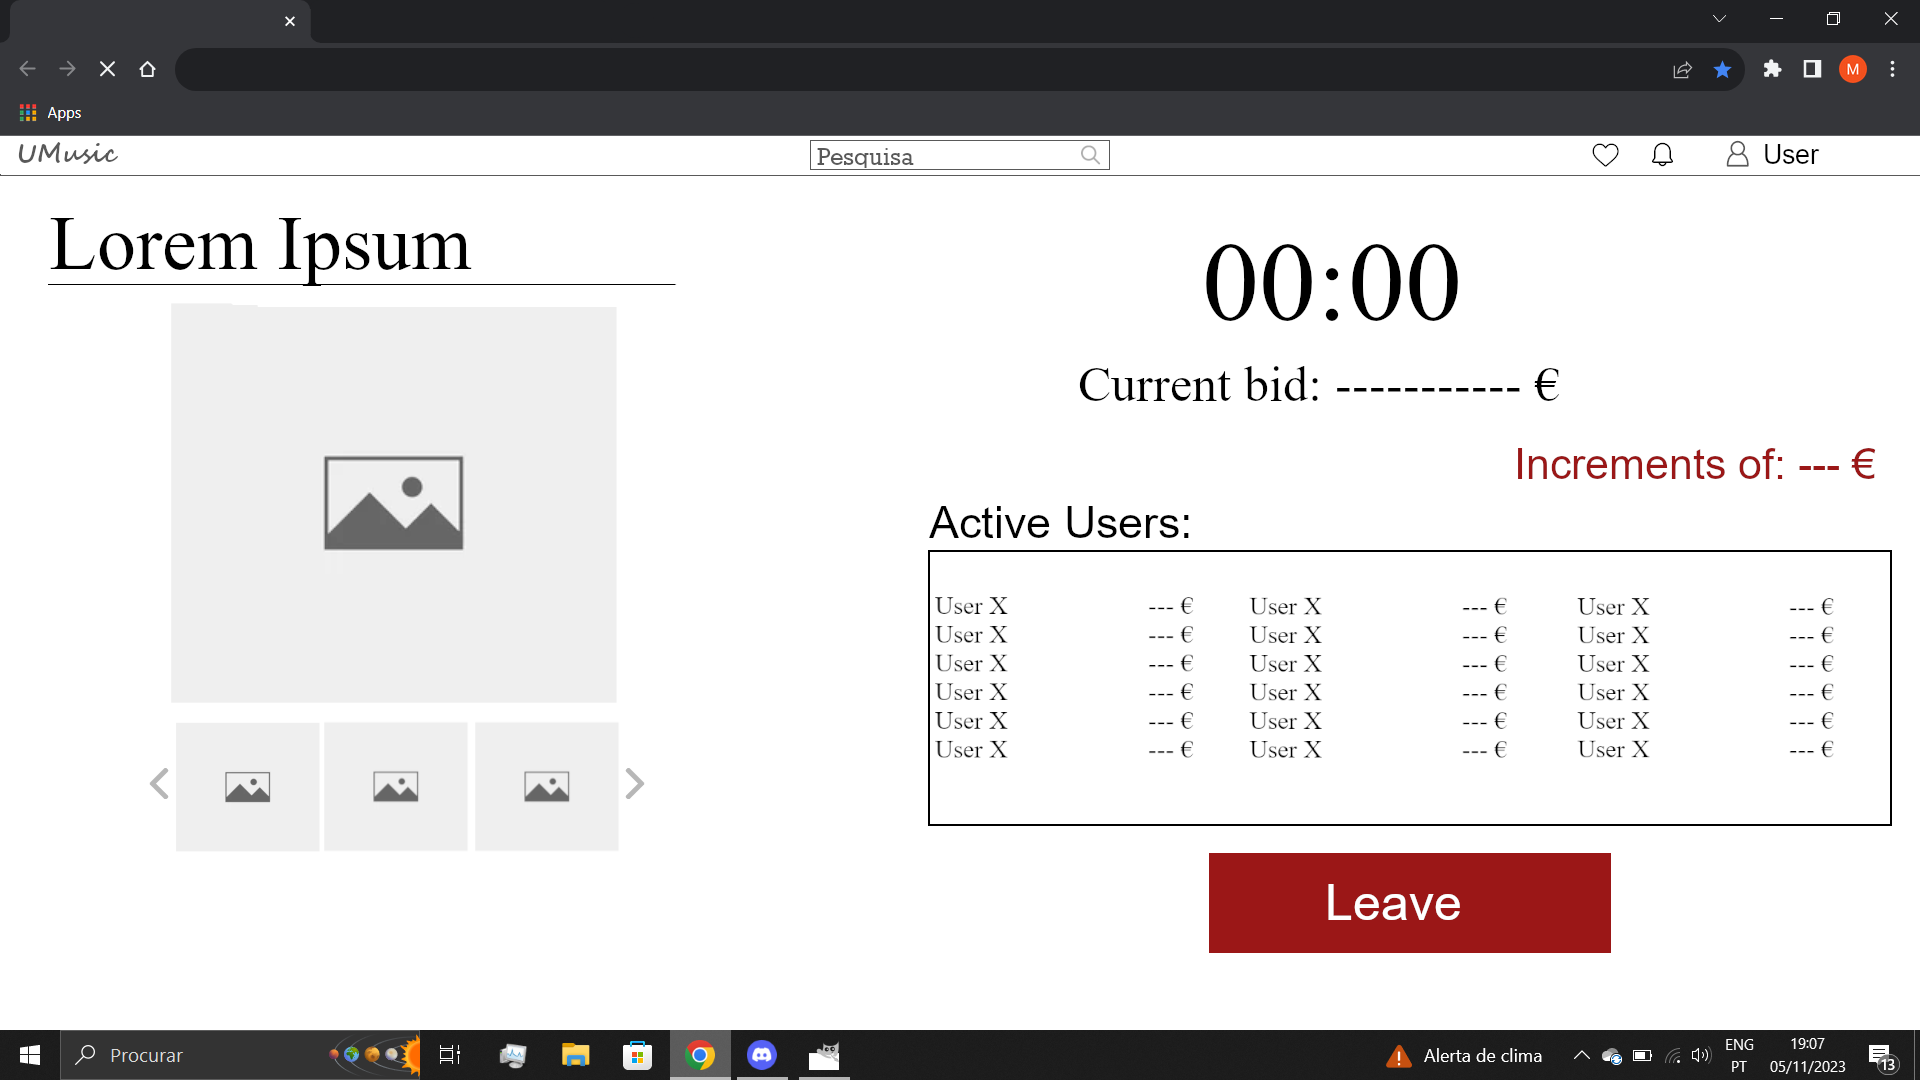 Apps
M
UMusic
Pesquisa
User
Lorem Ipsum
00:00
Current bid: ----------- €
Increments of: --- €
Active Users:
User X --- € User X --- € User X --- €
User X --- € User X --- € User X --- €
User X --- € User X --- € User X --- €
User X --- € User X --- € User X --- €
User X --- € User X --- € User X --- €
User X --- € User X --- € User X --- €
Leave
Procurar
Alerta de clima
ENG
PT
19:07
05/11/2023
13